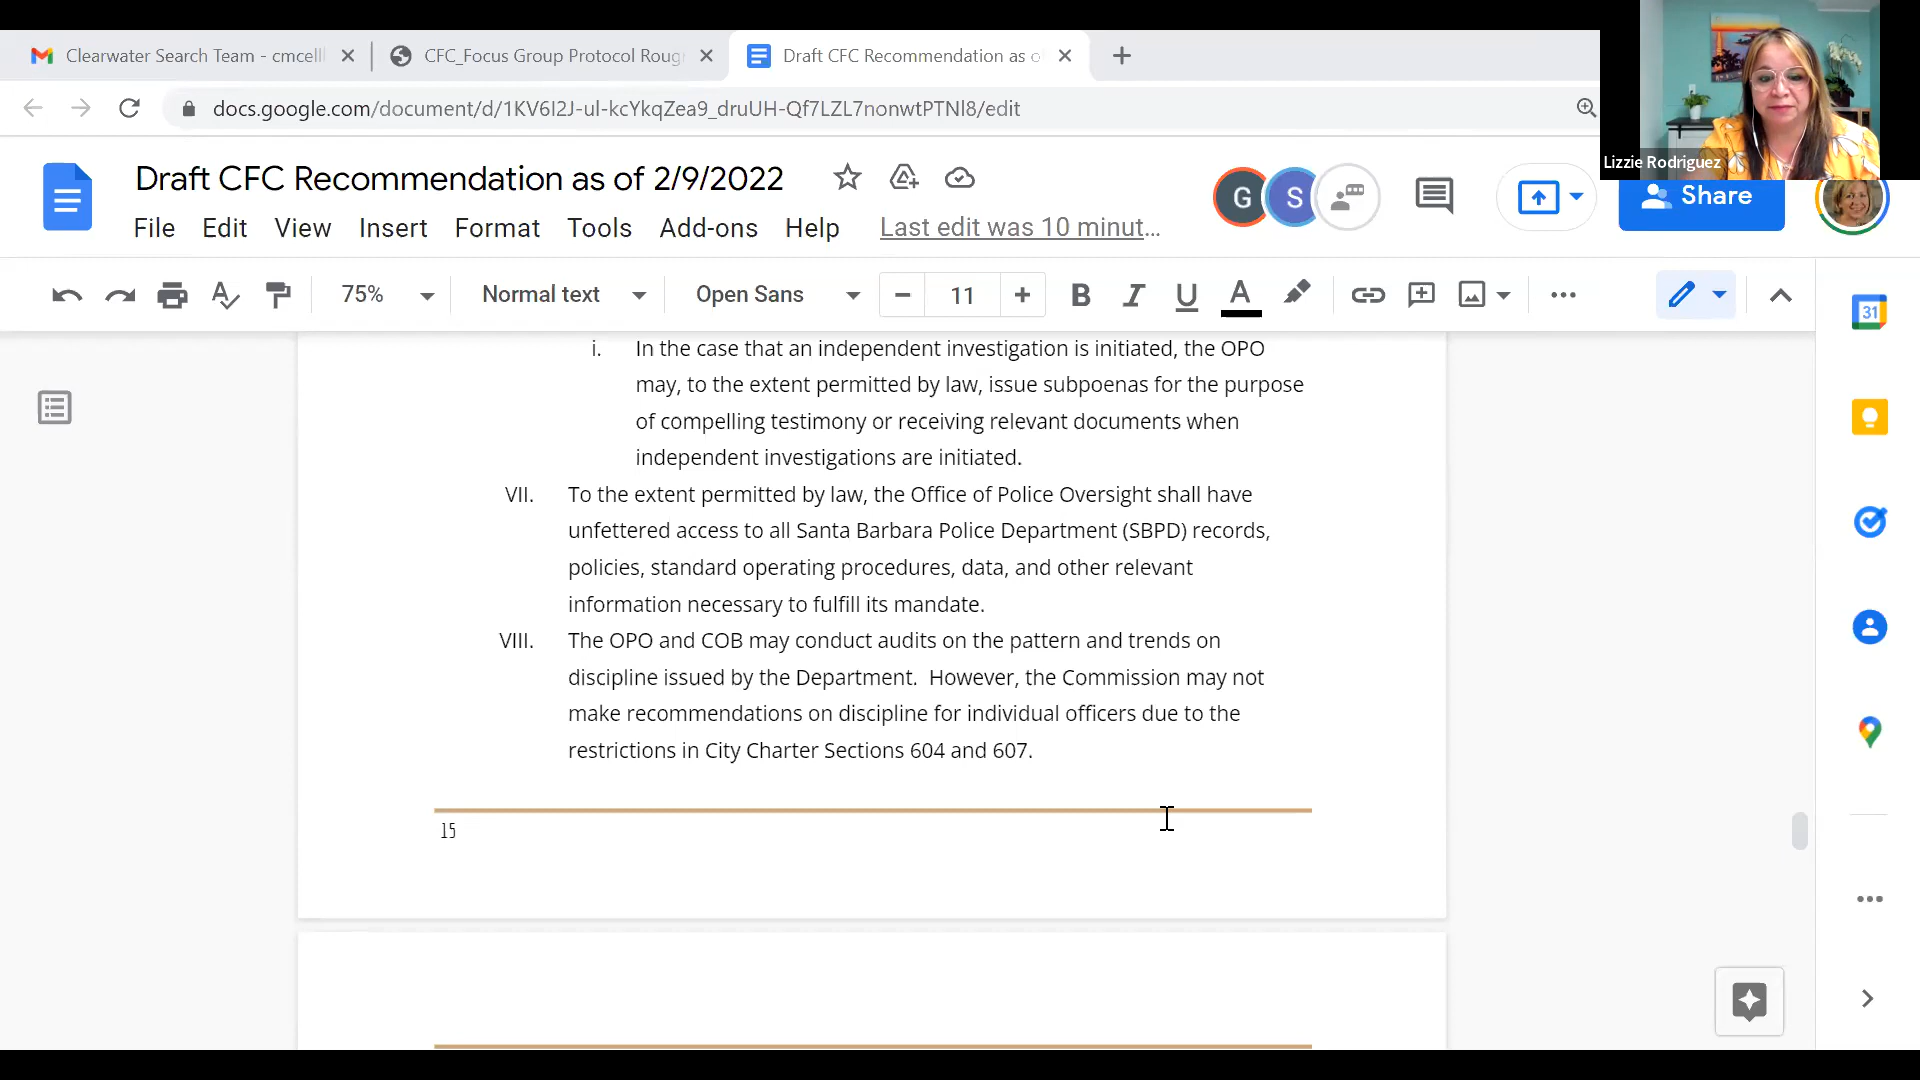 Clearwater Search Team - cmcelll
CFC_Focus Group Protocol Roug
Draft CFC Recommendation as o
docs.google.com/document/d/1KV6I2J-ul-kcYkqZea9_druUH-Qf7LZL7nonwtPTNl8/edit
Lizzie Rodriguez
Draft CFC Recommendation as of 2/9/2022
G
S
Share
File Edit View Insert Format Tools Add-ons Help Last edit was 10 minut...
75% Normal text Open Sans 11 B I U A
31
i. In the case that an independent investigation is initiated, the OPO
may, to the extent permitted by law, issue subpoenas for the purpose
of compelling testimony or receiving relevant documents when
independent investigations are initiated.
VII. To the extent permitted by law, the Office of Police Oversight shall have
unfettered access to all Santa Barbara Police Department (SBPD) records,
policies, standard operating procedures, data, and other relevant
information necessary to fulfill its mandate.
VIII. The OPO and COB may conduct audits on the pattern and trends on
discipline issued by the Department.  However, the Commission may not
make recommendations on discipline for individual officers due to the
restrictions in City Charter Sections 604 and 607.
15